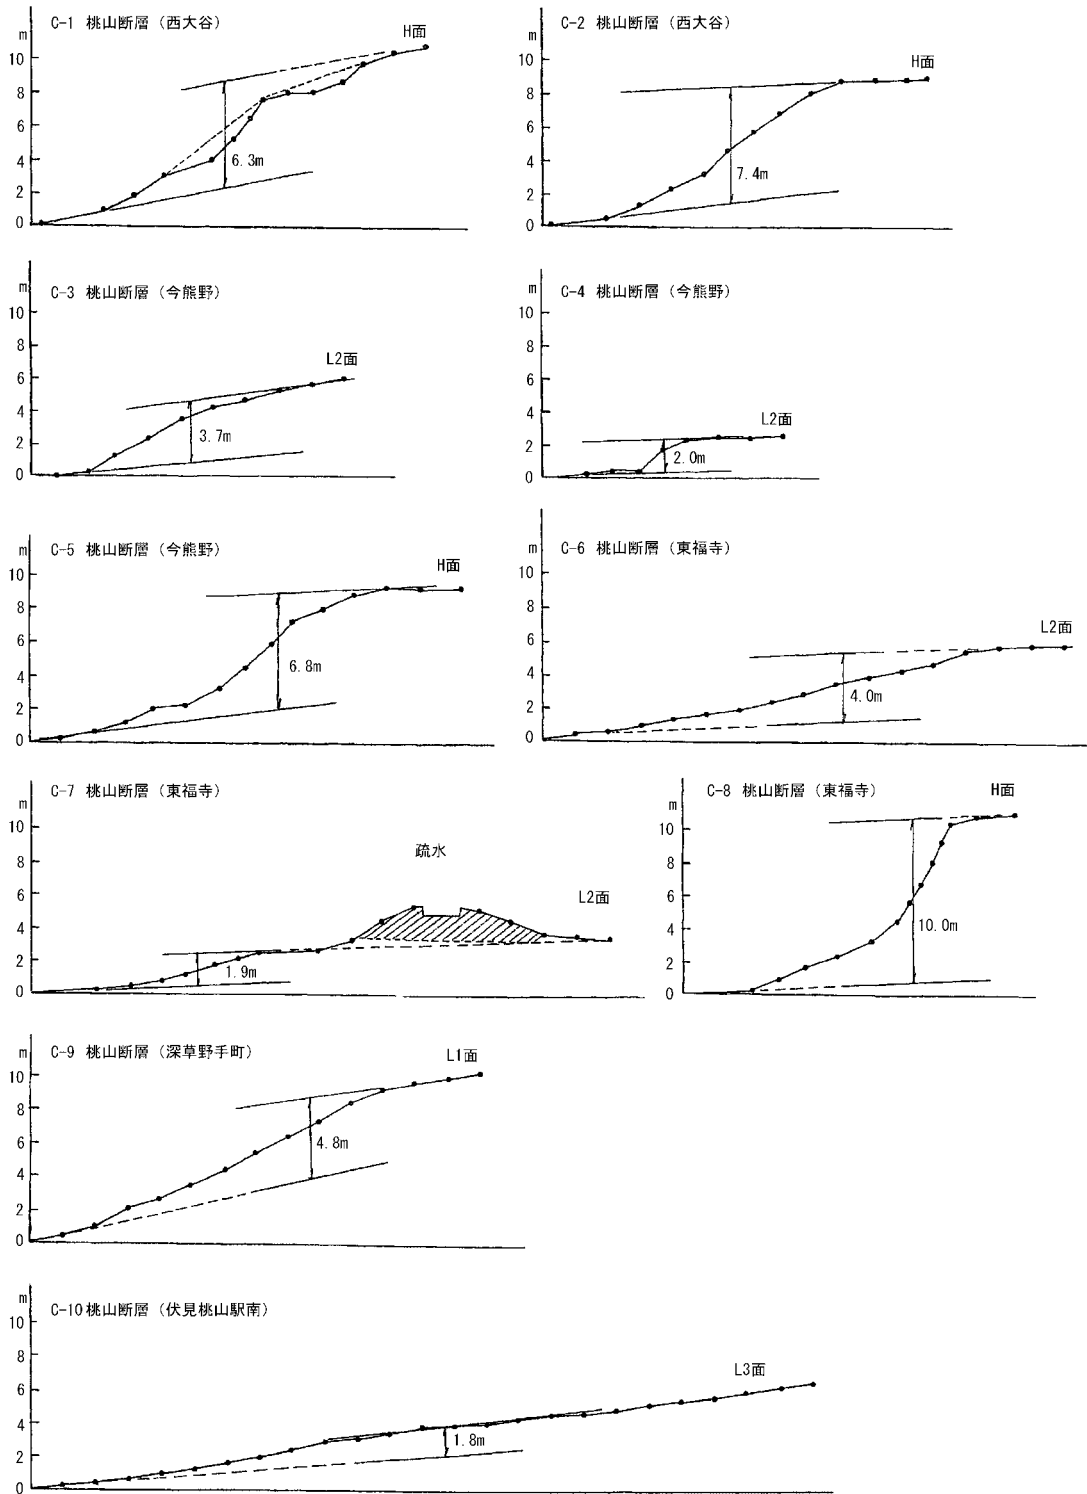 C-1 桃山断層（西大谷）
m
10
8
6
4
2
0
H面
6.3m
C-2 桃山断層（西大谷）
m
10
8
6
4
2
0
H面
7.4m
C-3 桃山断層（今熊野）
m
10
8
6
4
2
0
L2面
3.7m
C-4 桃山断層（今熊野）
m
10
8
6
4
2
0
L2面
2.0m
C-5 桃山断層（今熊野）
m
10
8
6
4
2
0
H面
6.8m
C-6 桃山断層（東福寺）
m
10
8
6
4
2
0
L2面
4.0m
C-7 桃山断層（東福寺）
m
10
8
6
4
2
0
疏水
L2面
1.9m
C-8 桃山断層（東福寺）
m
10
8
6
4
2
0
H面
10.0m
C-9 桃山断層（深草野手町）
m
10
8
6
4
2
0
L1面
4.8m
C-10 桃山断層（伏見桃山駅南）
m
10
8
6
4
2
0
L3面
1.8m